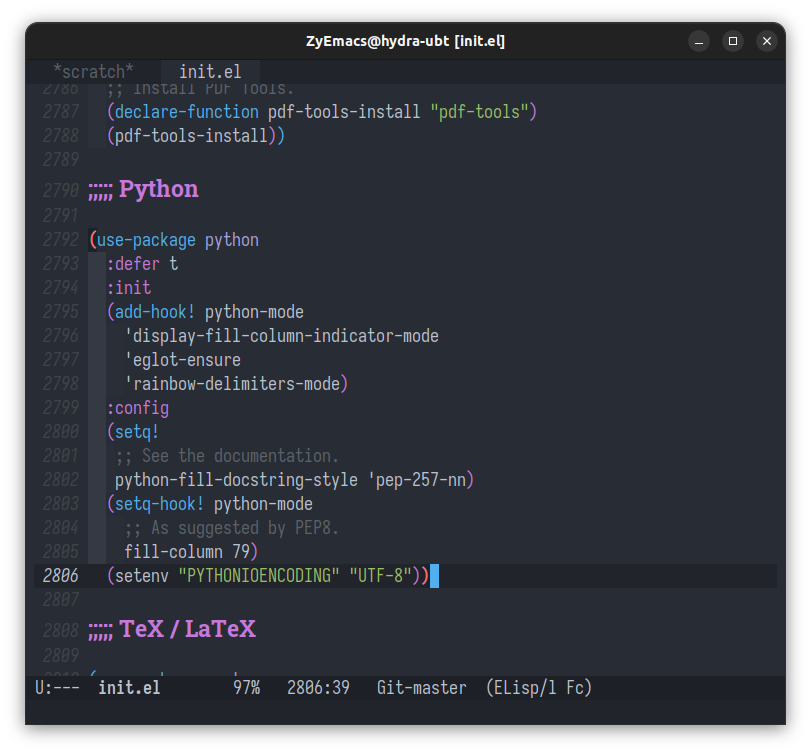 ZyEmacs@hydra-ubt [init.el]
*scratch* init.el
2786 ;; Install PDF Tools.
2787 (declare-function pdf-tools-install "pdf-tools")
2788 (pdf-tools-install))
2789
2790 ;;;;; Python
2791
2792 (use-package python
2793 :defer t
2794 :init
2795 (add-hook! python-mode
2796 'display-fill-column-indicator-mode
2797 'eglot-ensure
2798 'rainbow-delimiters-mode)
2799 :config
2800 (setq!
2801 ;; See the documentation.
2802 python-fill-docstring-style 'pep-257-nn)
2803 (setq-hook! python-mode
2804 ;; As suggested by PEP8.
2805 fill-column 79)
2806 (setenv "PYTHONIOENCODING" "UTF-8"))
2807
2808 ;;;;; TeX / LaTeX
2809
U:--- init.el 97% 2806:39 Git-master (ELisp/l Fc)